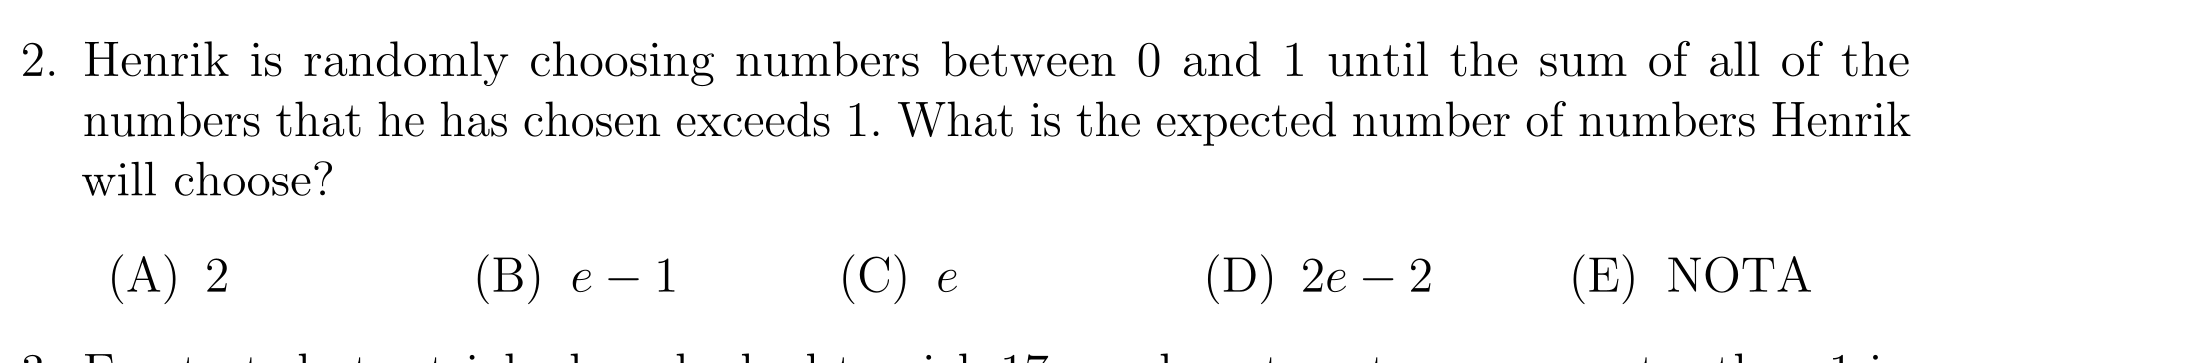 2. Henrik is randomly choosing numbers between 0 and 1 until the sum of all of the
numbers that he has chosen exceeds 1. What is the expected number of numbers Henrik
will choose?
(A) 2 (B) e − 1 (C) e (D) 2e − 2 (E) NOTA